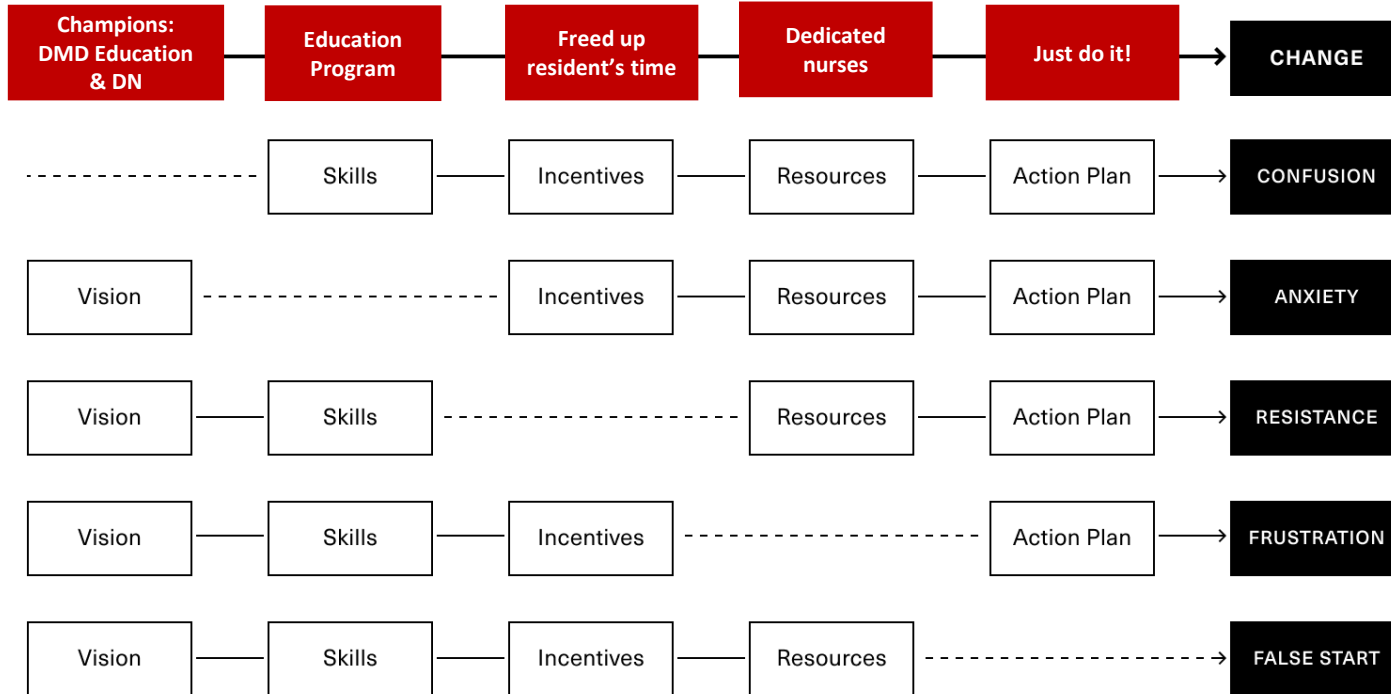 Champions:
DMD Education
& DN
Education
Program
Freed up
resident's time
Dedicated
nurses
Just do it!
CHANGE
Skills
Incentives
Resources
Action Plan
CONFUSION
Vision
Incentives
Resources
Action Plan
ANXIETY
Vision
Skills
Resources
Action Plan
RESISTANCE
Vision
Skills
Incentives
Action Plan
FRUSTRATION
Vision
Skills
Incentives
Resources
FALSE START